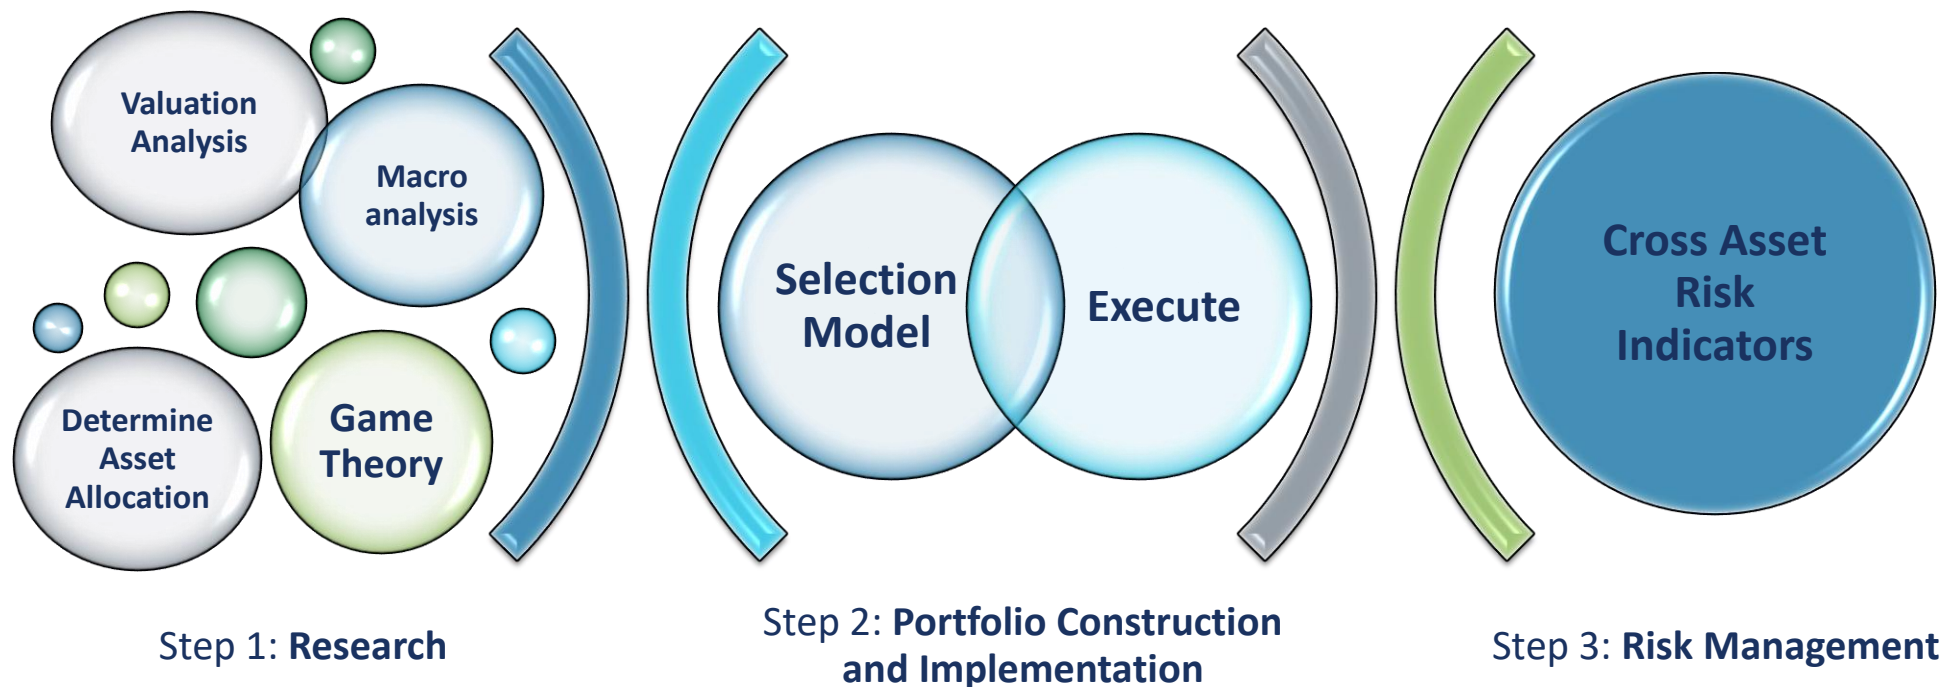 Valuation
Analysis
Macro
analysis
Determine
Asset
Allocation
Game
Theory
Selection
Model
Execute
Cross Asset
Risk
Indicators
Step 1: Research
Step 2: Portfolio Construction
and Implementation
Step 3: Risk Management